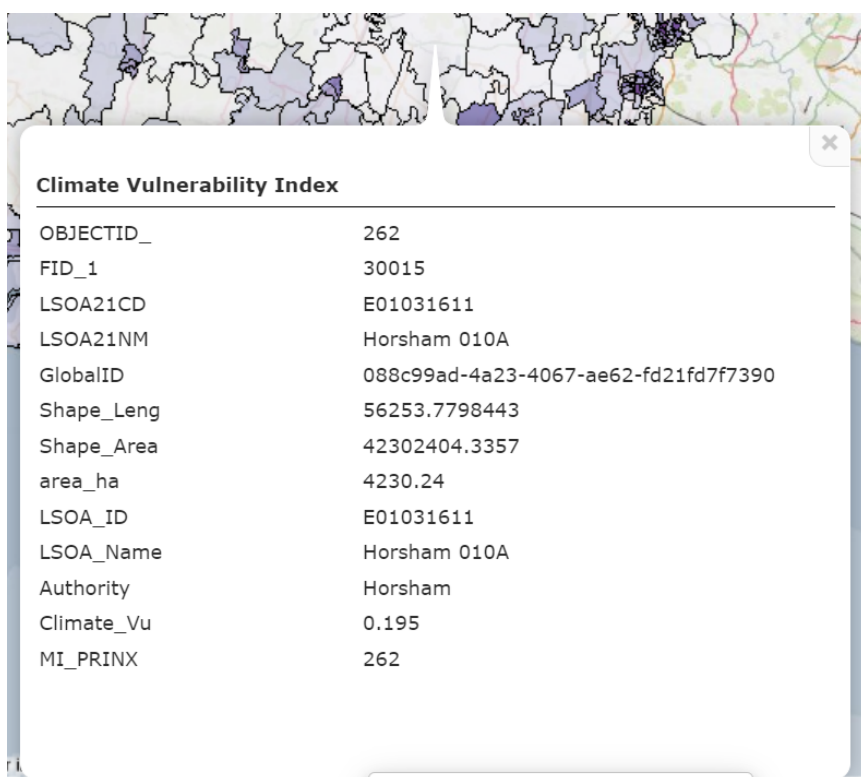 Climate Vulnerability Index
OBJECTID_ 262
FID_1 30015
LSOA21CD E01031611
LSOA21NM Horsham 010A
GlobalID 088c99ad-4a23-4067-ae62-fd21fd7f7390
Shape_Leng 56253.7798443
Shape_Area 42302404.3357
area_ha 4230.24
LSOA_ID E01031611
LSOA_Name Horsham 010A
Authority Horsham
Climate_Vu 0.195
MI_PRINX 262